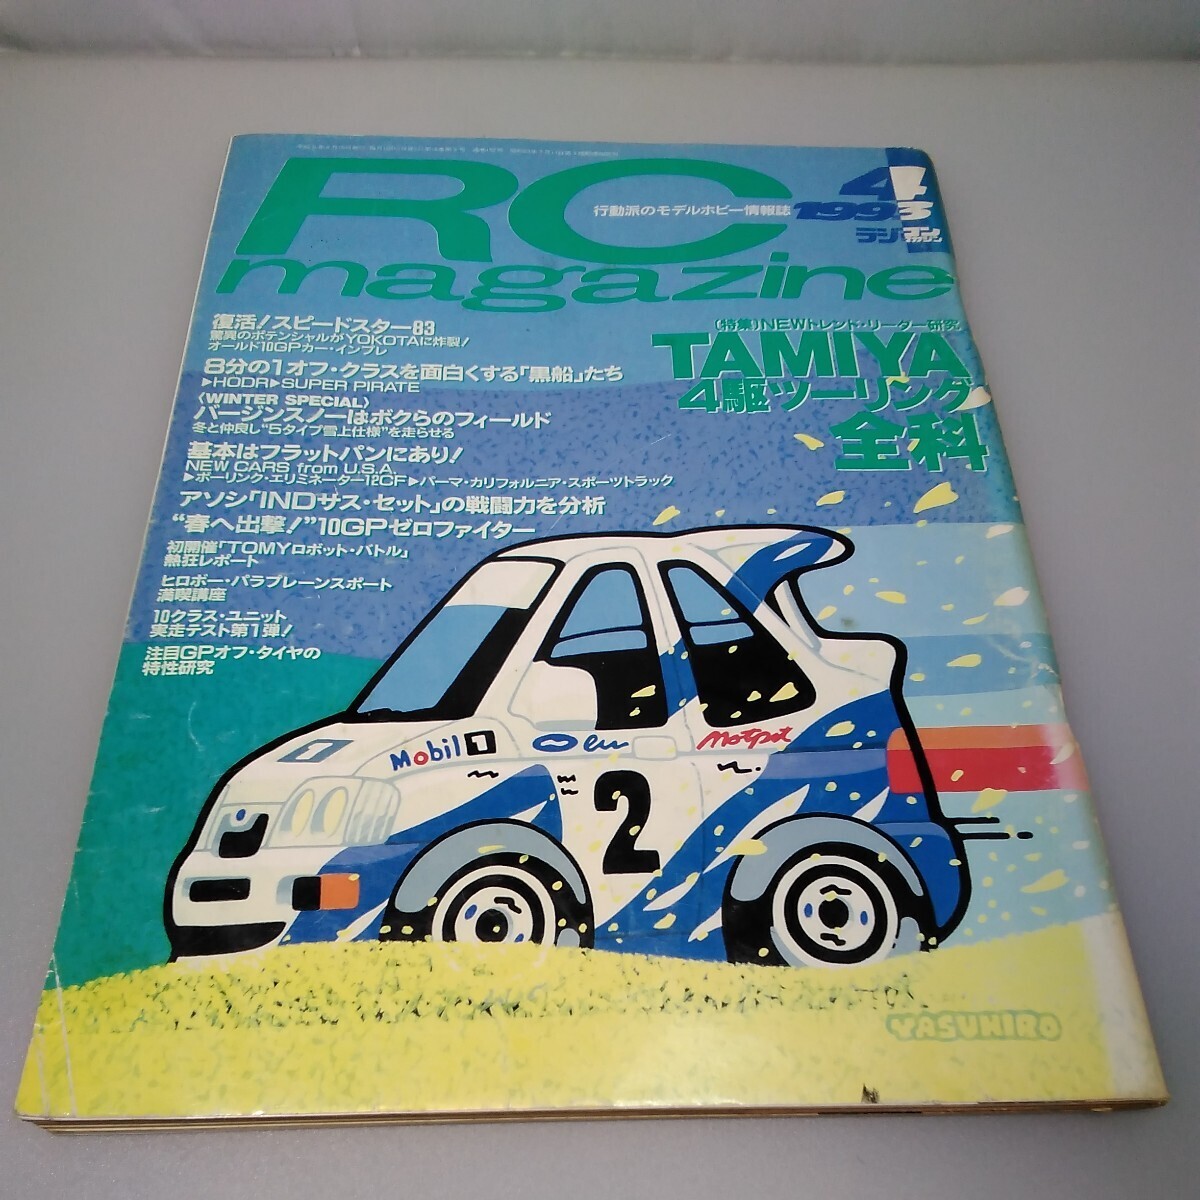 RC
magazine
行動派のモデルホビー情報誌
4
1993
ラジコンマガジン
復活!スピードスター83
驚異のポテンシャルがYOKOTAに炸裂!
オールド10GPカー・インプレ
8分の1オフ・クラスを面白くする「黒船」たち
▶HODR▶SUPER PIRATE
〈WINTER SPECIAL〉
バージンスノーはボクらのフィールド
冬と仲良し“5タイプ雪上仕様”を走らせる
基本はフラットパンにあり!
NEW CARS from U.S.A.
▶ボーリンク・エリミネーター12CF▶パーマ・カリフォルニア・スポーツトラック
アソシ「INDサス・セット」の戦闘力を分析
“春へ出撃!”10GPゼロファイター
初開催「TOMYロボット・バトル」
熱狂レポート
ヒロボー・パラプレーンスポート
満喫講座
10クラス・ユニット
実走テスト第1弾!
注目GPオフ・タイヤの
特性研究
〔特集〕NEWトレンド・リーダー研究
TAMIYA
4駆ツーリング
全科
1
Mobil 1
2
YASUHIRO